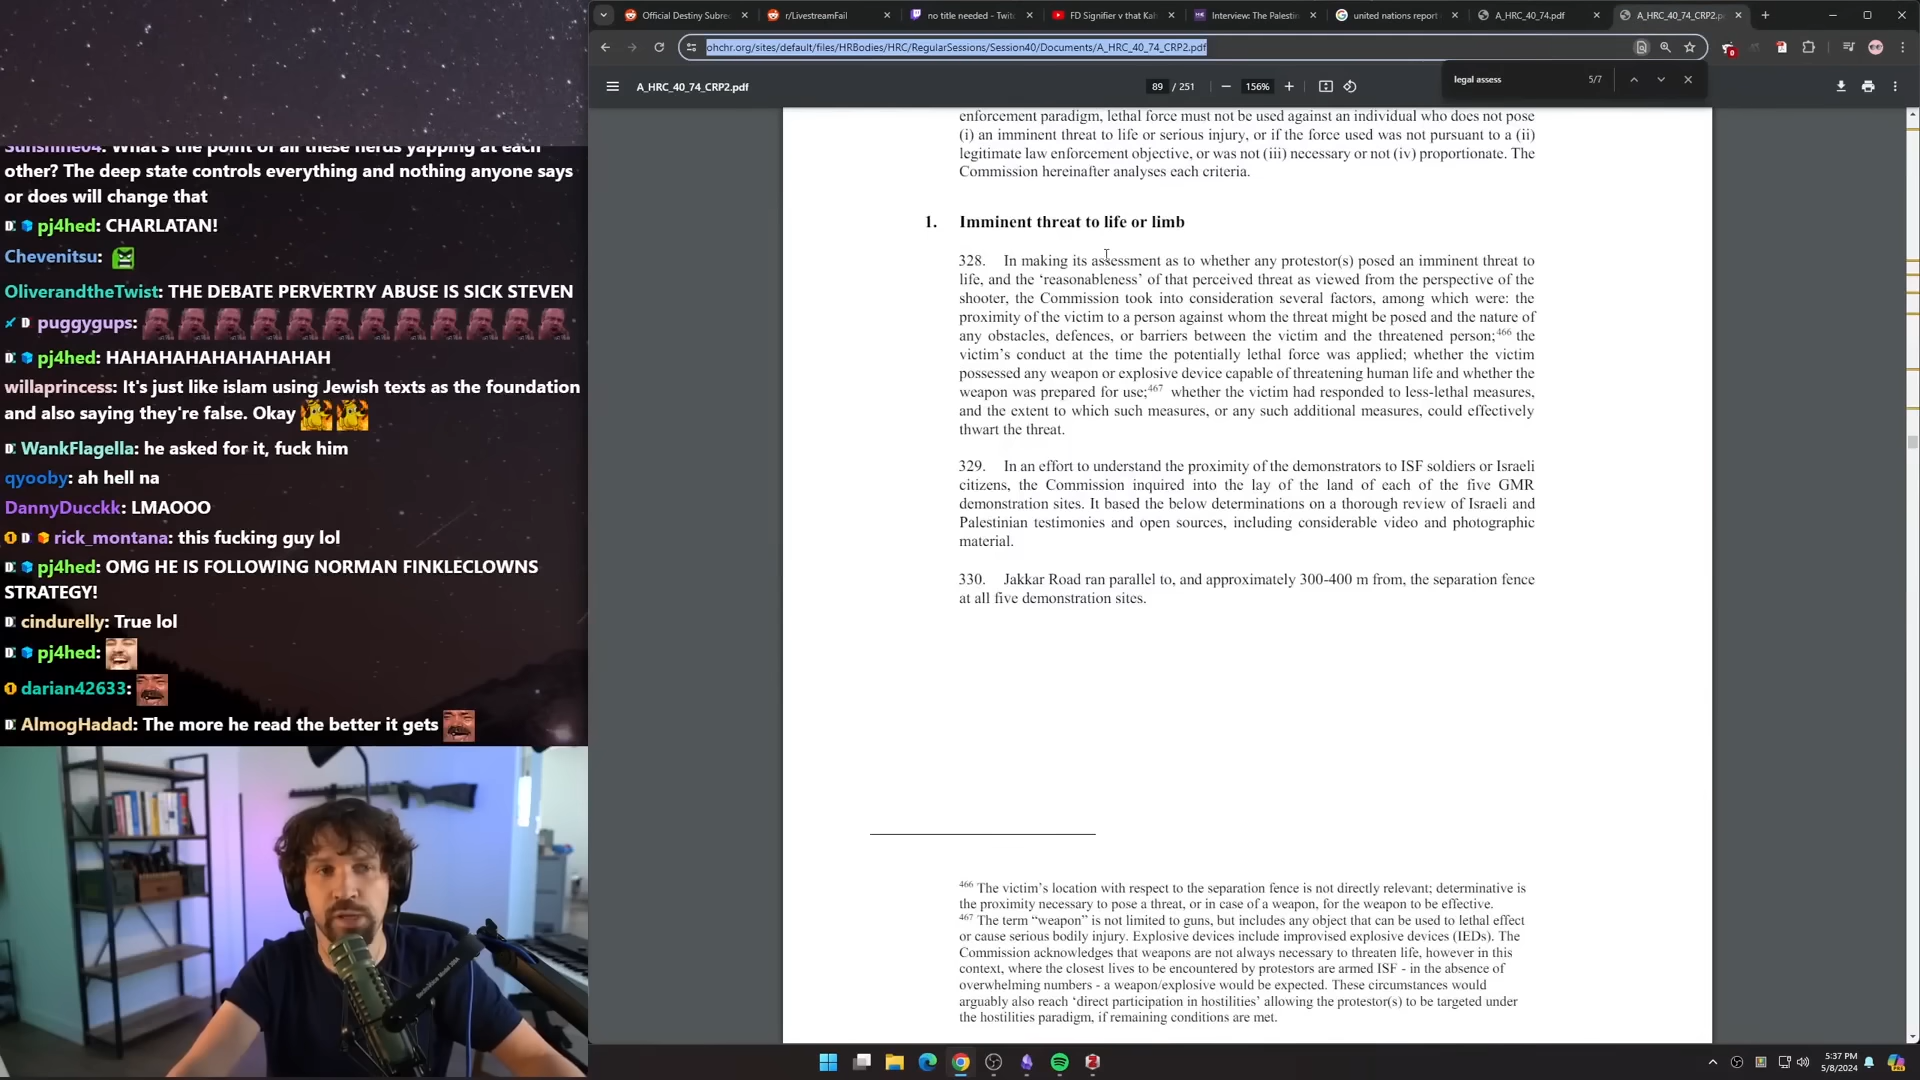 Official Destiny Subre
r/LivestreamFail
no title needed - Twit
FD Signifier v that Kal
Interview: The Palestin
united nations report
A_HRC_40_74.pdf
A_HRC_40_74_CRP2.p
ohchr.org/sites/default/files/HRBodies/HRC/RegularSessions/Session40/Documents/A_HRC_40_74_CRP2.pdf
A_HRC_40_74_CRP2.pdf
89 / 251
156%
legal assess
5/7
Sunshine04: What's the point of all these nerds yapping at each
other? The deep state controls everything and nothing anyone says
or does will change that
pj4hed: CHARLATAN!
Chevenitsu:
OliverandtheTwist: THE DEBATE PERVERTRY ABUSE IS SICK STEVEN
puggygups:
pj4hed: HAHAHAHAHAHAHAHAH
willaprincess: It's just like islam using Jewish texts as the foundation
and also saying they're false. Okay
WankFlagella: he asked for it, fuck him
qyooby: ah hell na
DannyDucckk: LMAOOO
rick_montana: this fucking guy lol
pj4hed: OMG HE IS FOLLOWING NORMAN FINKLECLOWNS
STRATEGY!
cindurelly: True lol
pj4hed:
darian42633:
AlmogHadad: The more he read the better it gets
enforcement paradigm, lethal force must not be used against an individual who does not pose
(i) an imminent threat to life or serious injury, or if the force used was not pursuant to a (ii)
legitimate law enforcement objective, or was not (iii) necessary or not (iv) proportionate. The
Commission hereinafter analyses each criteria.
1. Imminent threat to life or limb
328. In making its assessment as to whether any protestor(s) posed an imminent threat to
life, and the ‘reasonableness’ of that perceived threat as viewed from the perspective of the
shooter, the Commission took into consideration several factors, among which were: the
proximity of the victim to a person against whom the threat might be posed and the nature of
any obstacles, defences, or barriers between the victim and the threatened person;466 the
victim’s conduct at the time the potentially lethal force was applied; whether the victim
possessed any weapon or explosive device capable of threatening human life and whether the
weapon was prepared for use;467 whether the victim had responded to less-lethal measures,
and the extent to which such measures, or any such additional measures, could effectively
thwart the threat.
329. In an effort to understand the proximity of the demonstrators to ISF soldiers or Israeli
citizens, the Commission inquired into the lay of the land of each of the five GMR
demonstration sites. It based the below determinations on a thorough review of Israeli and
Palestinian testimonies and open sources, including considerable video and photographic
material.
330. Jakkar Road ran parallel to, and approximately 300-400 m from, the separation fence
at all five demonstration sites.
466 The victim’s location with respect to the separation fence is not directly relevant; determinative is
the proximity necessary to pose a threat, or in case of a weapon, for the weapon to be effective.
467 The term “weapon” is not limited to guns, but includes any object that can be used to lethal effect
or cause serious bodily injury. Explosive devices include improvised explosive devices (IEDs). The
Commission acknowledges that weapons are not always necessary to threaten life, however in this
context, where the closest lives to be encountered by protestors are armed ISF - in the absence of
overwhelming numbers - a weapon/explosive would be expected. These circumstances would
arguably also reach ‘direct participation in hostilities’ allowing the protestor(s) to be targeted under
the hostilities paradigm, if remaining conditions are met.
5:37 PM
5/8/2024